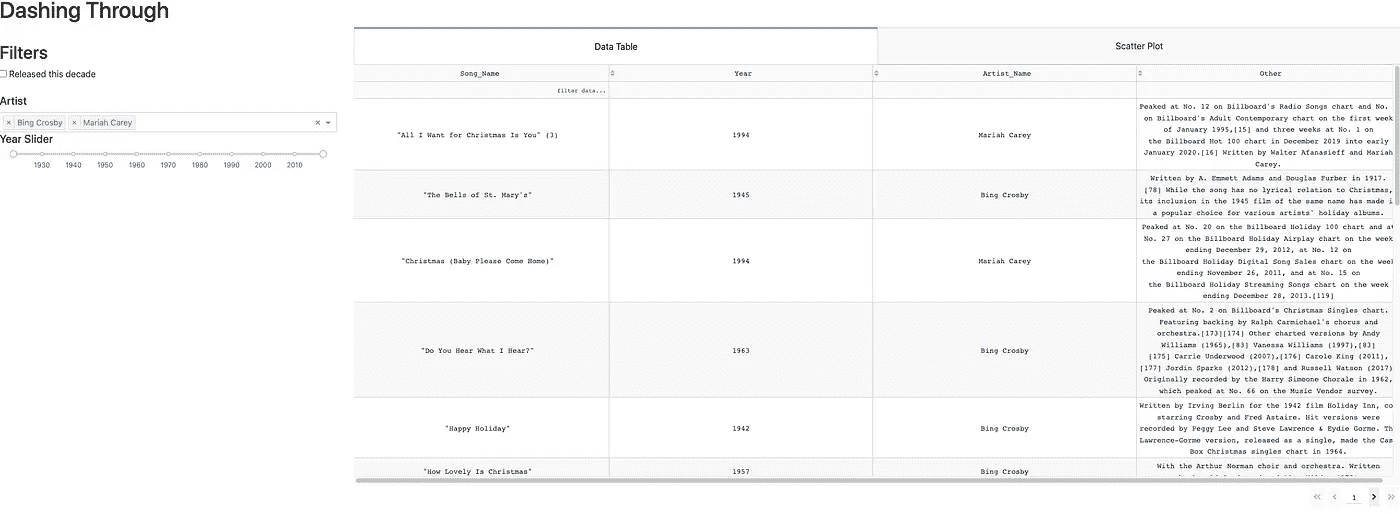 Dashing Through
Filters
Released this decade
Artist
× Bing Crosby × Mariah Carey ×
Year Slider
1930 1940 1950 1960 1970 1980 1990 2000 2010
Data Table Scatter Plot
Song_Name Year Artist_Name Other
filter data...
"All I Want for Christmas Is You" (3) 1994 Mariah Carey
Peaked at No. 12 on Billboard's Radio Songs chart and No.
on Billboard's Adult Contemporary chart on the first week
of January 1995,[15] and three weeks at No. 1 on
the Billboard Hot 100 chart in December 2019 into early
January 2020.[16] Written by Walter Afanasieff and Mariah
Carey.
"The Bells of St. Mary's" 1945 Bing Crosby
Written by A. Emmett Adams and Douglas Furber in 1917.
[78] While the song has no lyrical relation to Christmas,
its inclusion in the 1945 film of the same name has made i
a popular choice for various artists' holiday albums.
"Christmas (Baby Please Come Home)" 1994 Mariah Carey
Peaked at No. 20 on the Billboard Holiday 100 chart and at
No. 27 on the Billboard Holiday Airplay chart on the week
ending December 29, 2012, at No. 12 on
the Billboard Holiday Digital Song Sales chart on the week
ending November 26, 2011, and at No. 15 on
the Billboard Holiday Streaming Songs chart on the week
ending December 28, 2013.[119]
"Do You Hear What I Hear?" 1963 Bing Crosby
Peaked at No. 2 on Billboard's Christmas Singles chart.
Featuring backing by Ralph Carmichael's chorus and
orchestra.[173][174] Other charted versions by Andy
Williams (1965),[83] Vanessa Williams (1997),[83]
[175] Carrie Underwood (2007),[176] Carole King (2011),
[177] Jordin Sparks (2012),[178] and Russell Watson (2017)
Originally recorded by the Harry Simeone Chorale in 1962,
which peaked at No. 66 on the Music Vendor survey.
"Happy Holiday" 1942 Bing Crosby
Written by Irving Berlin for the 1942 film Holiday Inn, co
starring Crosby and Fred Astaire. Hit versions were
recorded by Peggy Lee and Steve Lawrence & Eydie Gorme. Th
Lawrence-Gorme version, released as a single, made the Cas
Box Christmas singles chart in 1964.
"How Lovely Is Christmas" 1957 Bing Crosby
With the Arthur Norman choir and orchestra. Written
1